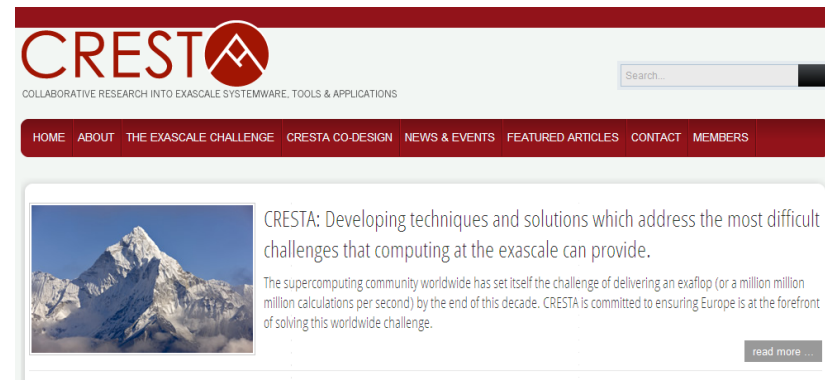 CRESTA
COLLABORATIVE RESEARCH INTO EXASCALE SYSTEMWARE, TOOLS & APPLICATIONS
Search...
HOME ABOUT THE EXASCALE CHALLENGE CRESTA CO-DESIGN NEWS & EVENTS FEATURED ARTICLES CONTACT MEMBERS
CRESTA: Developing techniques and solutions which address the most difficult
challenges that computing at the exascale can provide.
The supercomputing community worldwide has set itself the challenge of delivering an exaflop (or a million million
million calculations per second) by the end of this decade. CRESTA is committed to ensuring Europe is at the forefront
of solving this worldwide challenge.
read more ...